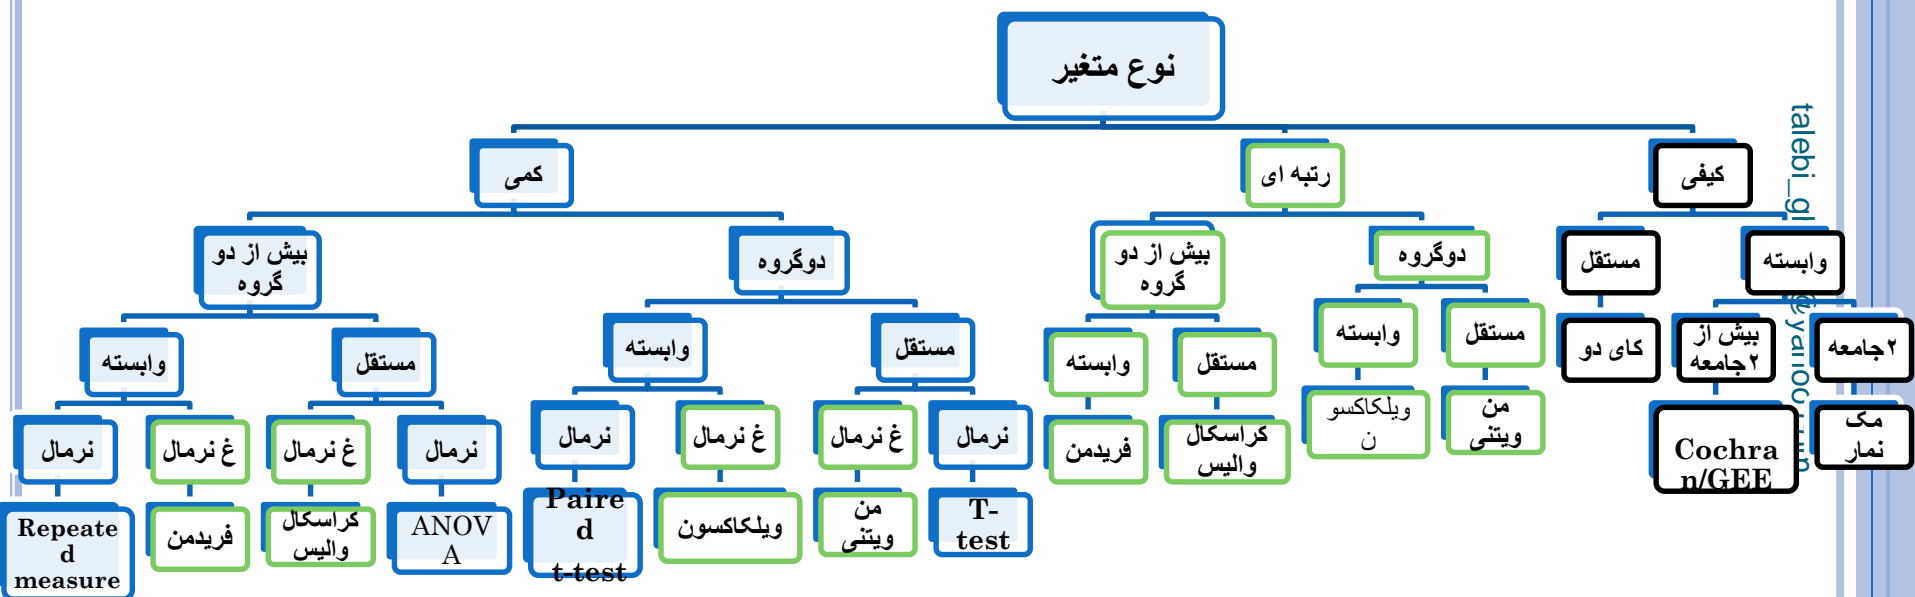 نوع متغیر
کیفی
رتبه ای
کمی
وابسته
مستقل
دوگروه
بیش از دو
گروه
دوگروه
بیش از دو
گروه
۲جامعه
بیش از
۲جامعه
کای دو
مستقل
وابسته
مستقل
وابسته
مستقل
وابسته
مستقل
وابسته
مک
نمار
Cochra
n/GEE
من
ویتنی
ویلکاکسو
ن
کراسکال
والیس
فریدمن
نرمال
غ نرمال
غ نرمال
نرمال
نرمال
غ نرمال
غ نرمال
نرمال
T-
test
من
ویتنی
ویلکاکسون
Paire
d
t-test
ANOV
A
کراسکال
والیس
فریدمن
Repeate
d
measure